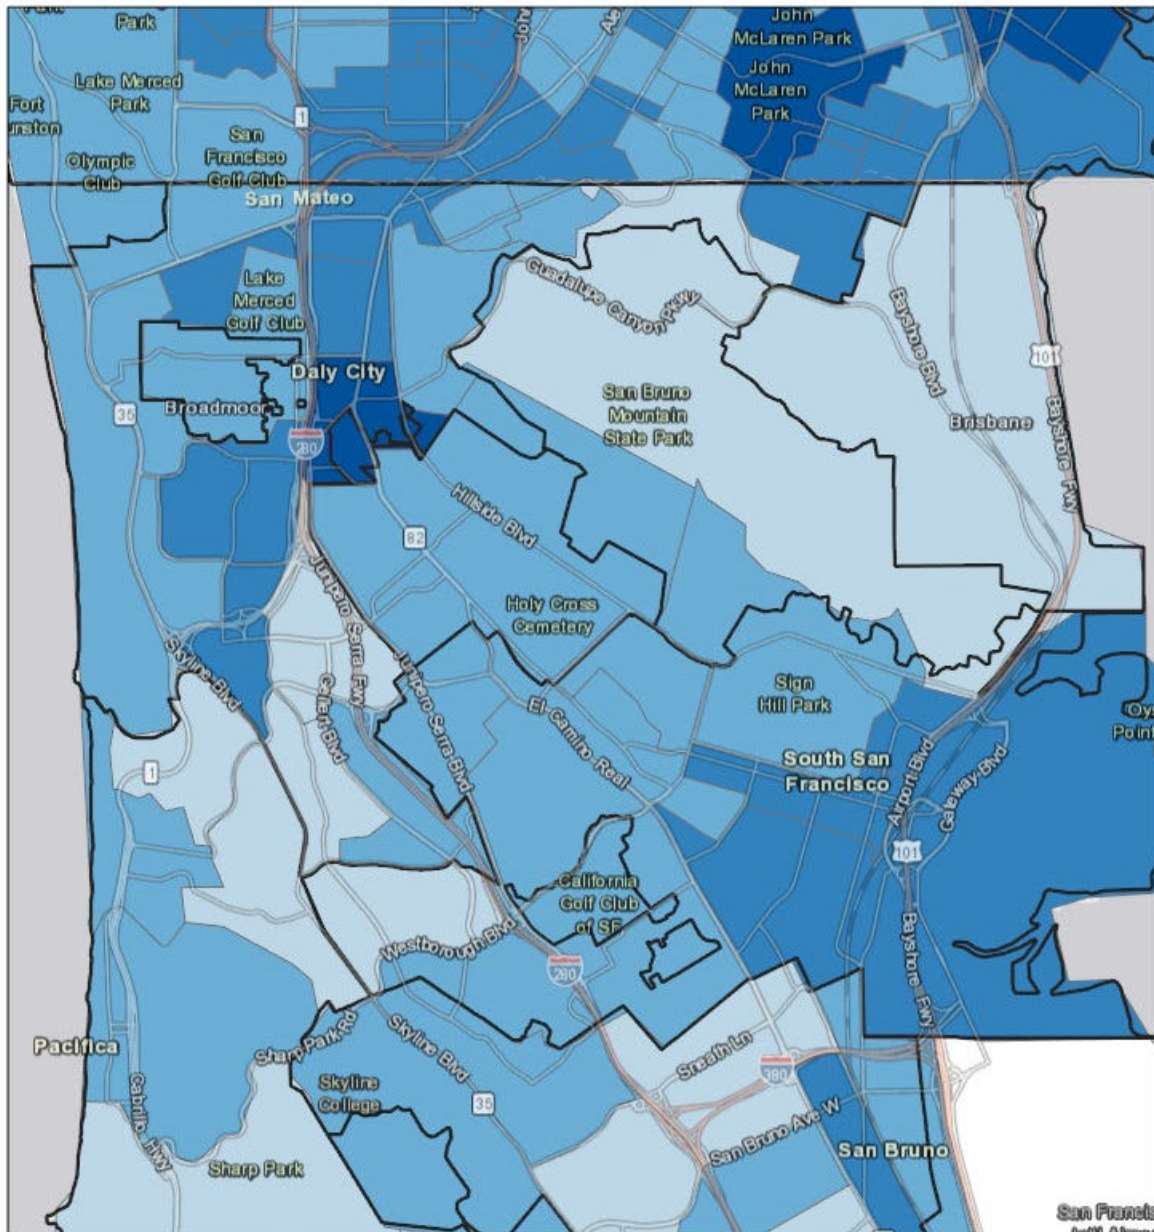 Park
Park
John
McLaren Park
John
McLaren
Park
Lake Merced
Park
Fort
1
San
Francisco
Golf Club
Olympic
Club
San Mateo
Guadalupe Canyon Pkwy
Lake
Merced
Golf Club
Bayshore Blvd
101
Bayshore Fwy
Daly City
San Bruno
Mountain
State Park
35
Broadmoor
Brisbane
280
Hillside Blvd
82
Junipero Serra Fwy
Holy Cross
Cemetery
Skyline Blvd
Junipero Serra Blvd
Gellert Blvd
El Camino Real
Sign
Hill Park
Point
1
South San
Francisco
Airport Blvd
Gateway Blvd
101
California
Golf Club
of SF
Westborough Blvd
280
Bayshore Fwy
Pacifica
Sharp Park Rd
Skyline Blvd
Sneath Ln
380
Skyline
College
35
Cabrillo Hwy
San Bruno Ave W
San Bruno
Sharp Park